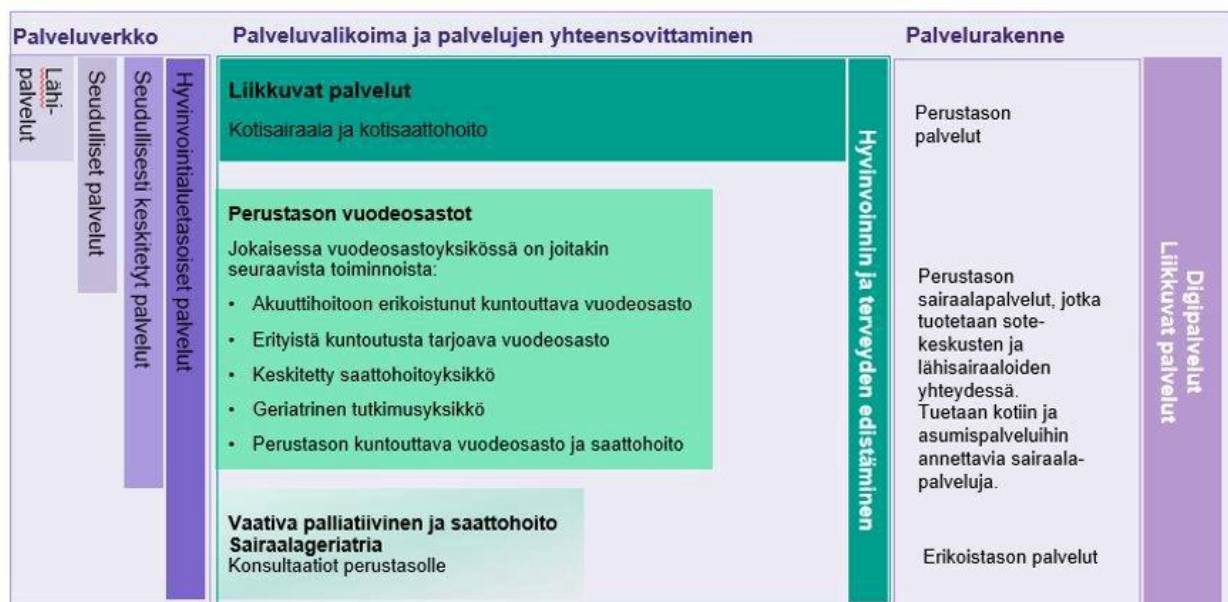 Palveluverkko
Palveluvalikoima ja palvelujen yhteensovittaminen
Palvelurakenne
Lähi-
palvelut
Seudulliset palvelut
Seudullisesti keskitetyt palvelut
Hyvinvointialuetasoiset palvelut
Liikkuvat palvelut
Kotisairaala ja kotisaattohoito
Perustason vuodeosastot
Jokaisessa vuodeosastoyksikössä on joitakin
seuraavista toiminnoista:
• Akuuttihoitoon erikoistunut kuntouttava vuodeosasto
• Erityistä kuntoutusta tarjoava vuodeosasto
• Keskitetty saattohoitoyksikkö
• Geriatrinen tutkimusyksikkö
• Perustason kuntouttava vuodeosasto ja saattohoito
Vaativa palliatiivinen ja saattohoito
Sairaalageriatria
Konsultaatiot perustasolle
Hyvinvoinnin ja terveyden edistäminen
Perustason
palvelut
Perustason
sairaalapalvelut, jotka
tuotetaan sote-
keskusten ja
lähisairaaloiden
yhteydessä.
Tuetaan kotiin ja
asumispalveluihin
annettavia sairaala-
palveluja.
Erikoistason palvelut
Digipalvelut
Liikkuvat palvelut